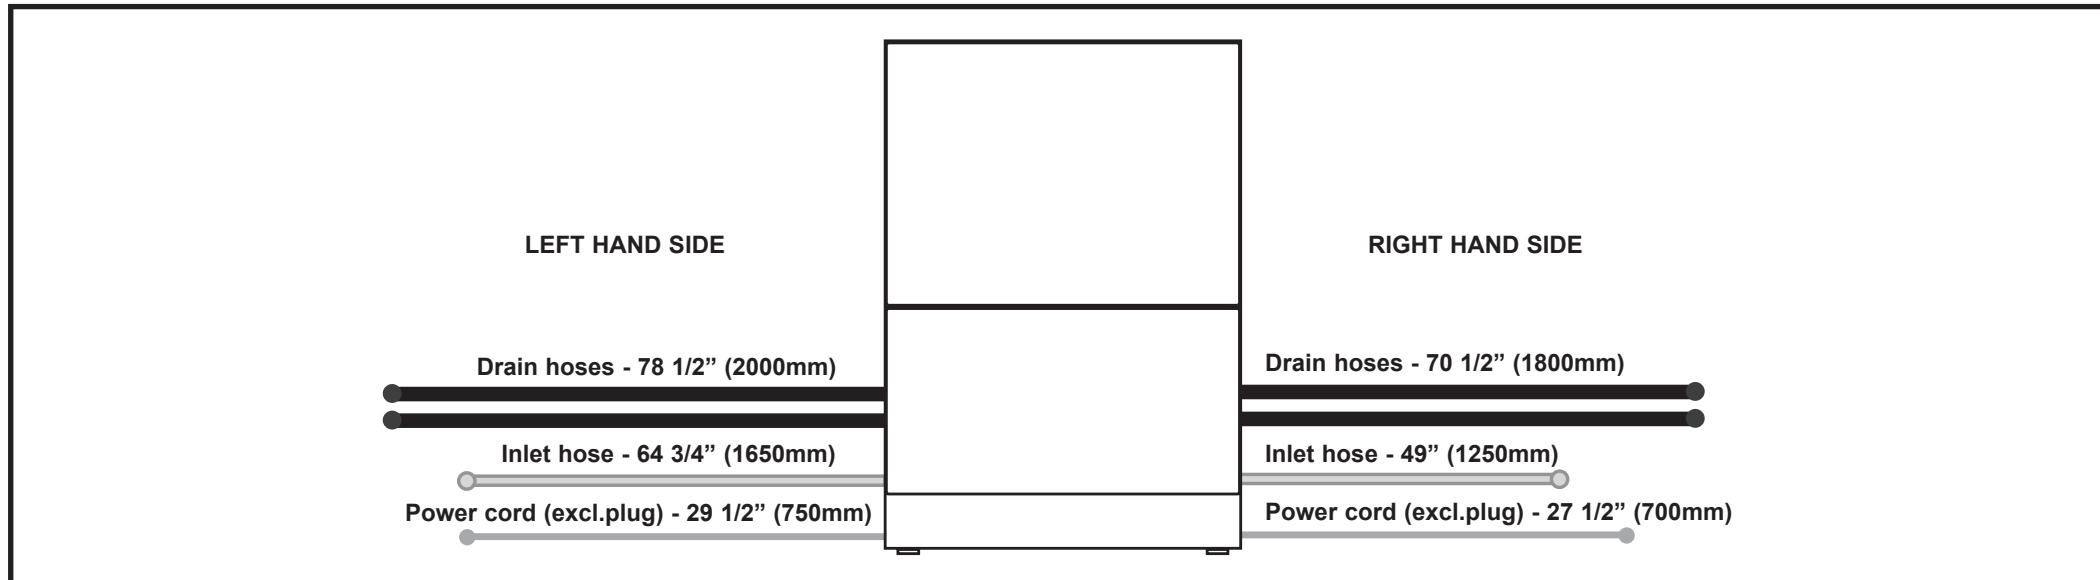 LEFT HAND SIDE
RIGHT HAND SIDE
Drain hoses - 78 1/2” (2000mm)
Drain hoses - 70 1/2” (1800mm)
Inlet hose - 64 3/4” (1650mm)
Inlet hose - 49” (1250mm)
Power cord (excl.plug) - 29 1/2” (750mm)
Power cord (excl.plug) - 27 1/2” (700mm)